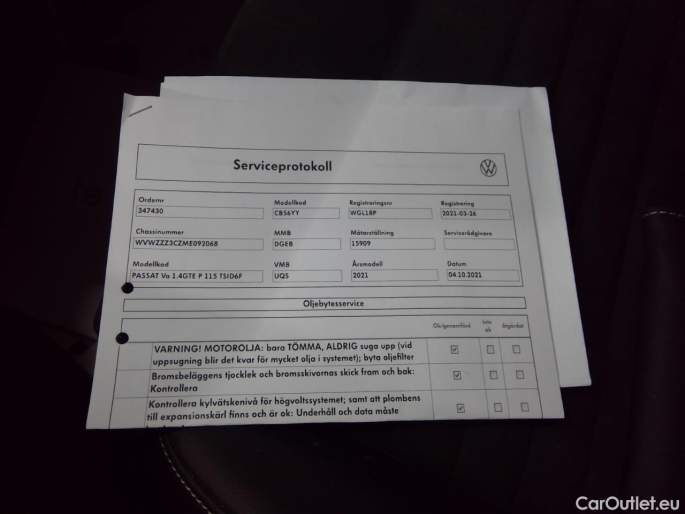 Serviceprotokoll
Ordernr Modellkod Registreringsnr Registrering
347430 CB56YY WGL18P 2021-03-26
Chassinummer MMB Mätarställning Servicerådgivare
WVWZZZ3CZME092068 DGEB 15909
Modellkod VMB Årsmodell Datum
PASSAT Va 1.4GTE P 115 TSID6F UQS 2021 04.10.2021
Oljebytesservice
Ok/genomförd Inte ok åtgärdat
VARNING! MOTOROLJA: bara TÖMMA, ALDRIG suga upp (vid
uppsugning blir det kvar för mycket olja i systemet); byta oljefilter
Bromsbeläggens tjocklek och bromsskivornas skick fram och bak:
Kontrollera
Kontrollera kylvätskenivå för högvoltssystemet; samt att plombens
till expansionskärl finns och är ok: Underhåll och data måste
CarOutlet.eu